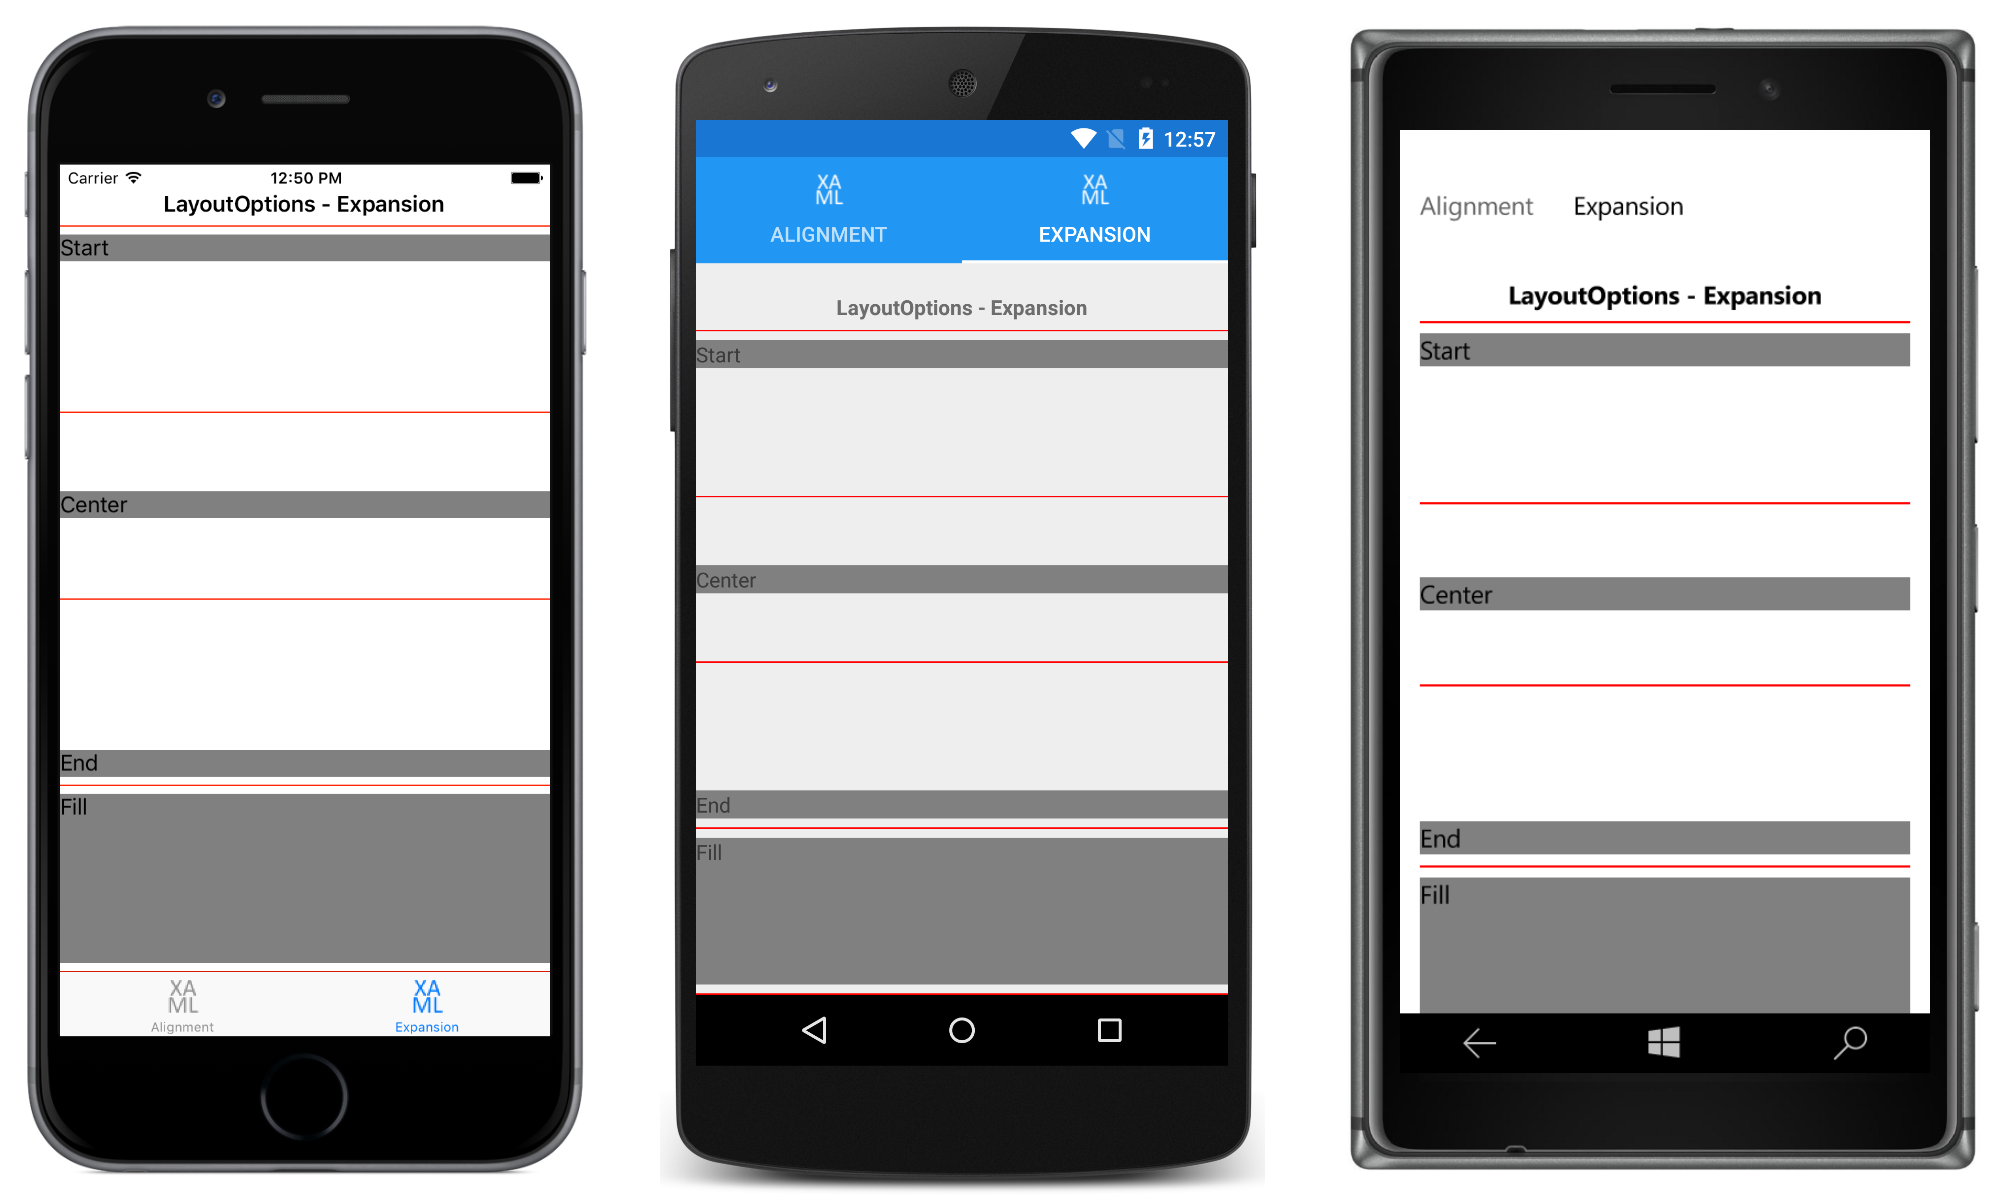 Carrier 12:50 PM
LayoutOptions - Expansion
Start
Center
End
Fill
XA XA
ML ML
Alignment Expansion
12:57
XA XA
ML ML
ALIGNMENT EXPANSION
LayoutOptions - Expansion
Start
Center
End
Fill
Alignment Expansion
LayoutOptions - Expansion
Start
Center
End
Fill